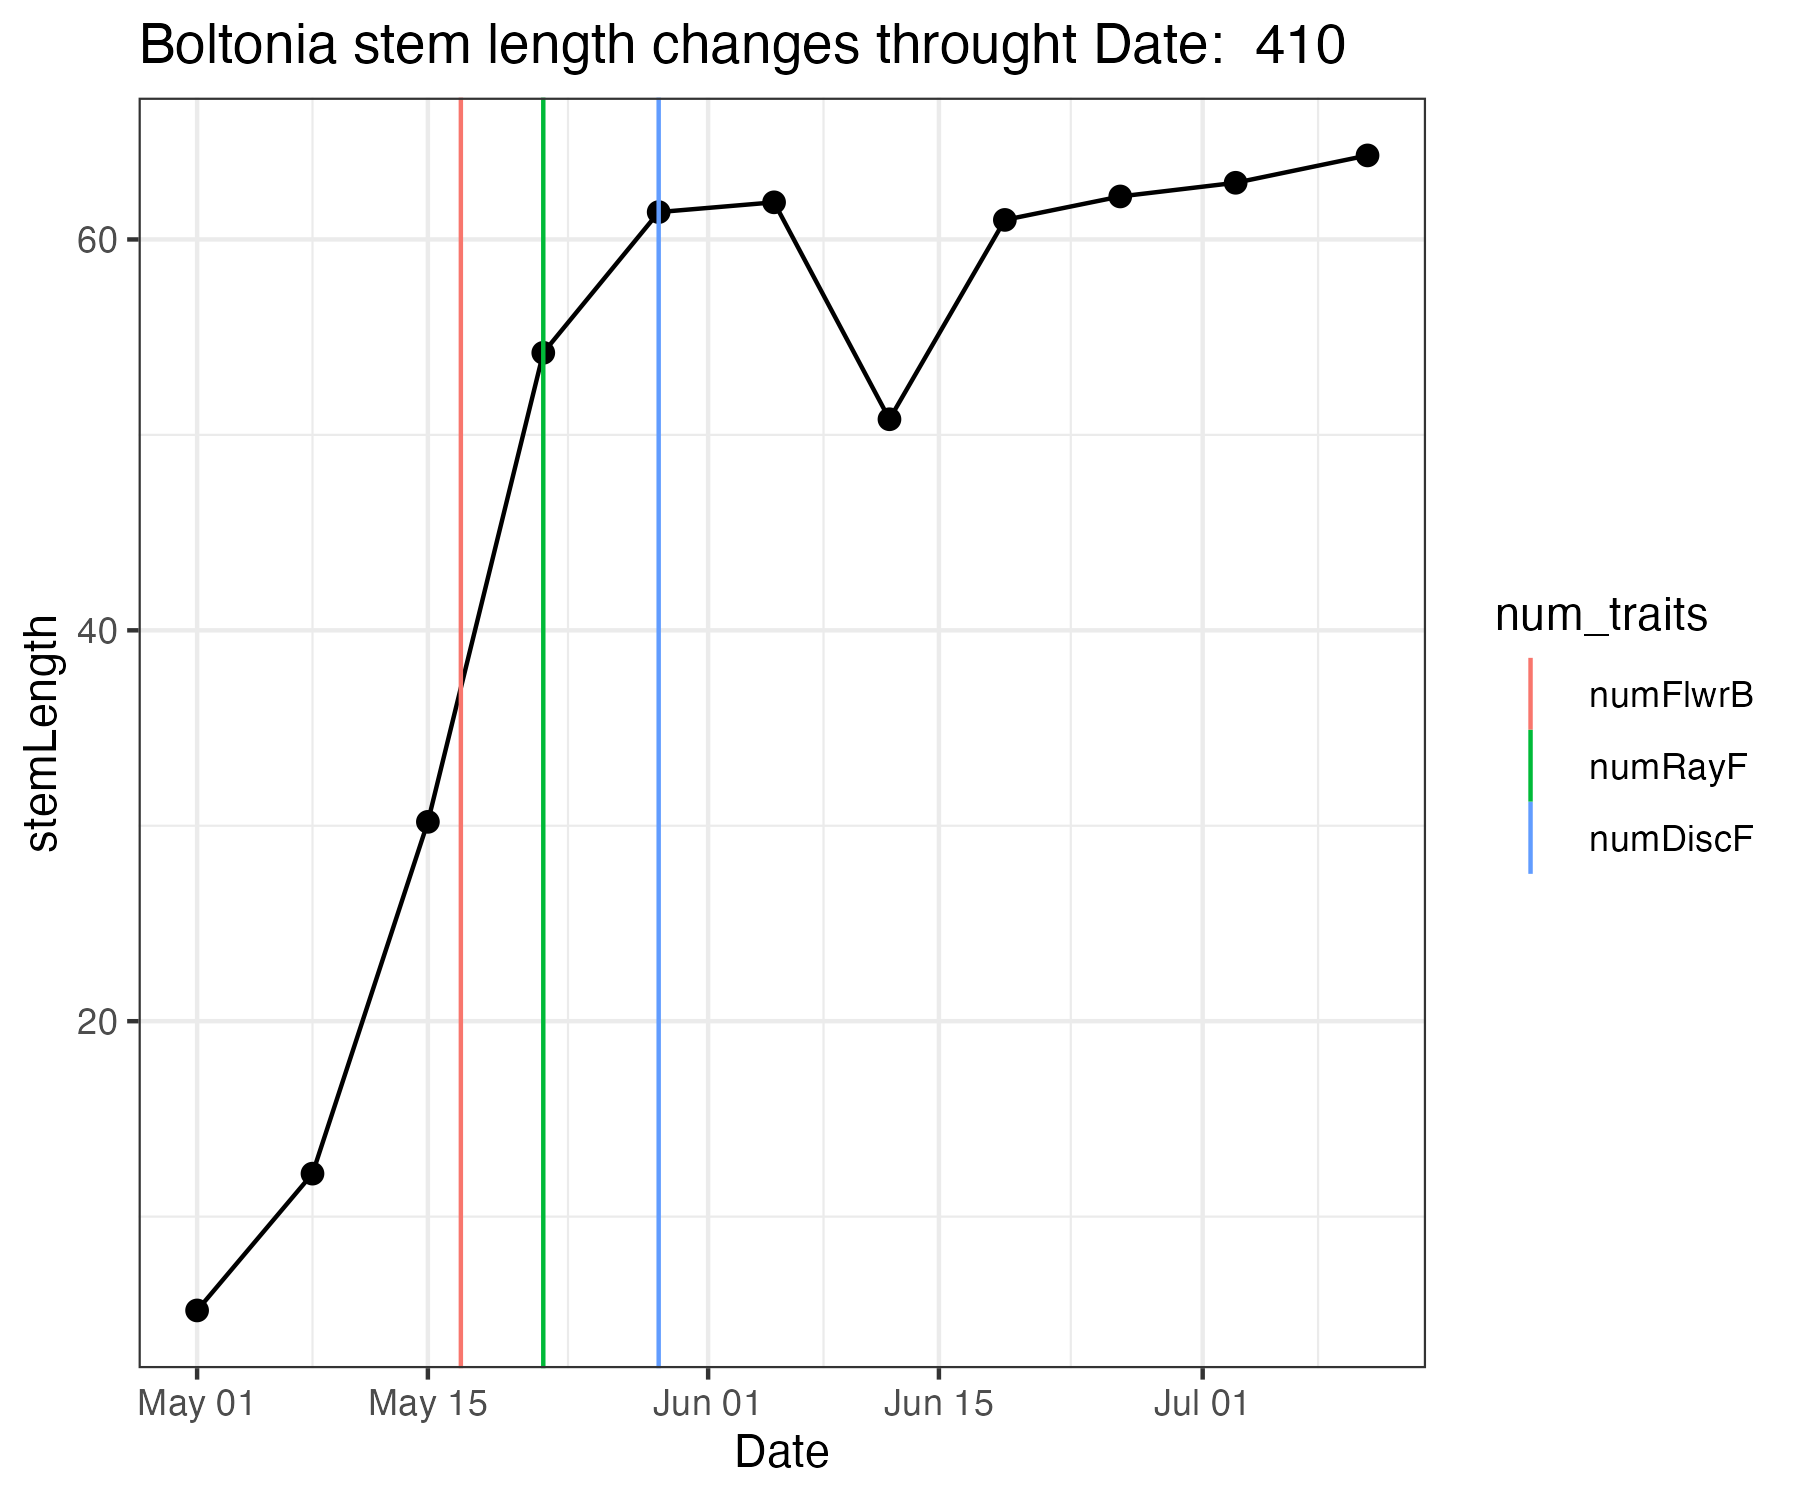 Boltonia stem length changes throught Date:  410
stemLength
60
40
20
May 01
May 15
Jun 01
Jun 15
Jul 01
Date
num_traits
numFlwrB
numRayF
numDiscF